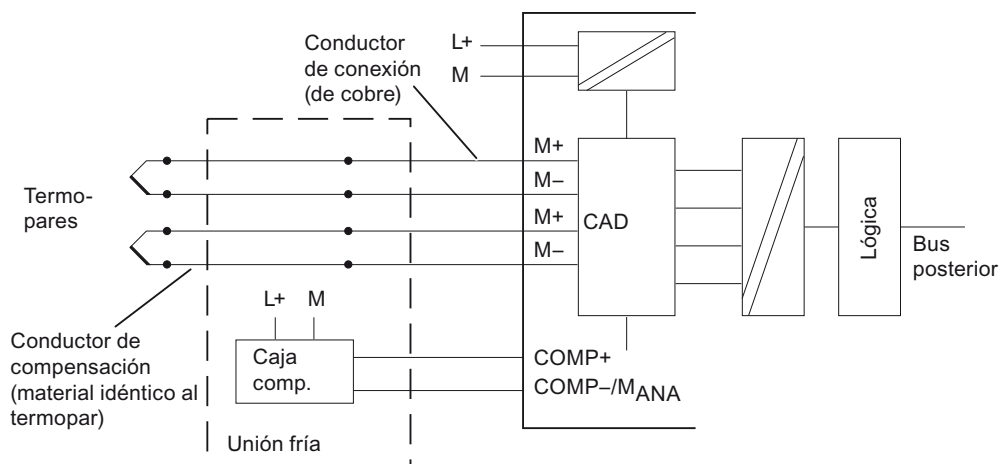 Conductor
de conexión
(de cobre)
L+
M
M+
M–
M+
M–
Termo-
pares
CAD
Lógica
Bus
posterior
L+ M
Conductor de
compensación
(material idéntico al
termopar)
Caja
comp.
COMP+
COMP–/MANA
Unión fría